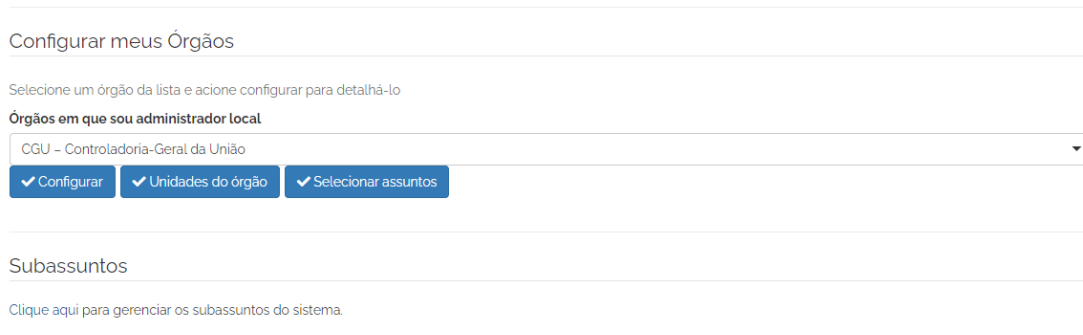 Configurar meus Órgãos
Selecione um órgão da lista e acione configurar para detalhá-lo
Órgãos em que sou administrador local
CGU – Controladoria-Geral da União
Configurar Unidades do órgão Selecionar assuntos
Subassuntos
Clique aqui para gerenciar os subassuntos do sistema.